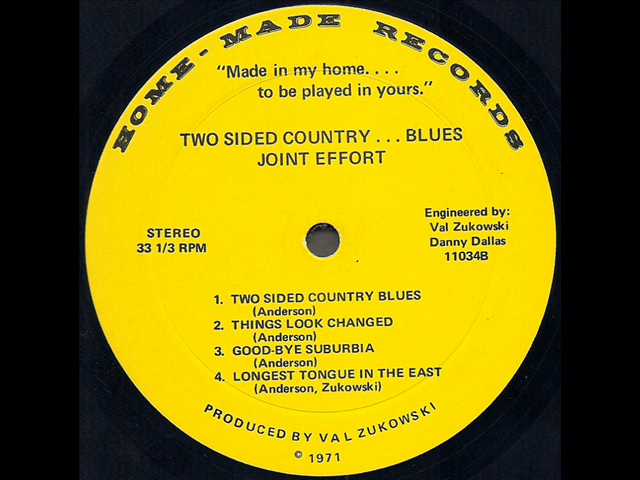 HOME-MADE RECORDS
"Made in my home....
to be played in yours."
TWO SIDED COUNTRY...BLUES
JOINT EFFORT
STEREO
33 1/3 RPM
Engineered by:
Val Zukowski
Danny Dallas
11034B
1. TWO SIDED COUNTRY BLUES
(Anderson)
2. THINGS LOOK CHANGED
(Anderson)
3. GOOD-BYE SUBURBIA
(Anderson)
4. LONGEST TONGUE IN THE EAST
(Anderson, Zukowski)
PRODUCED BY VAL ZUKOWSKI
© 1971